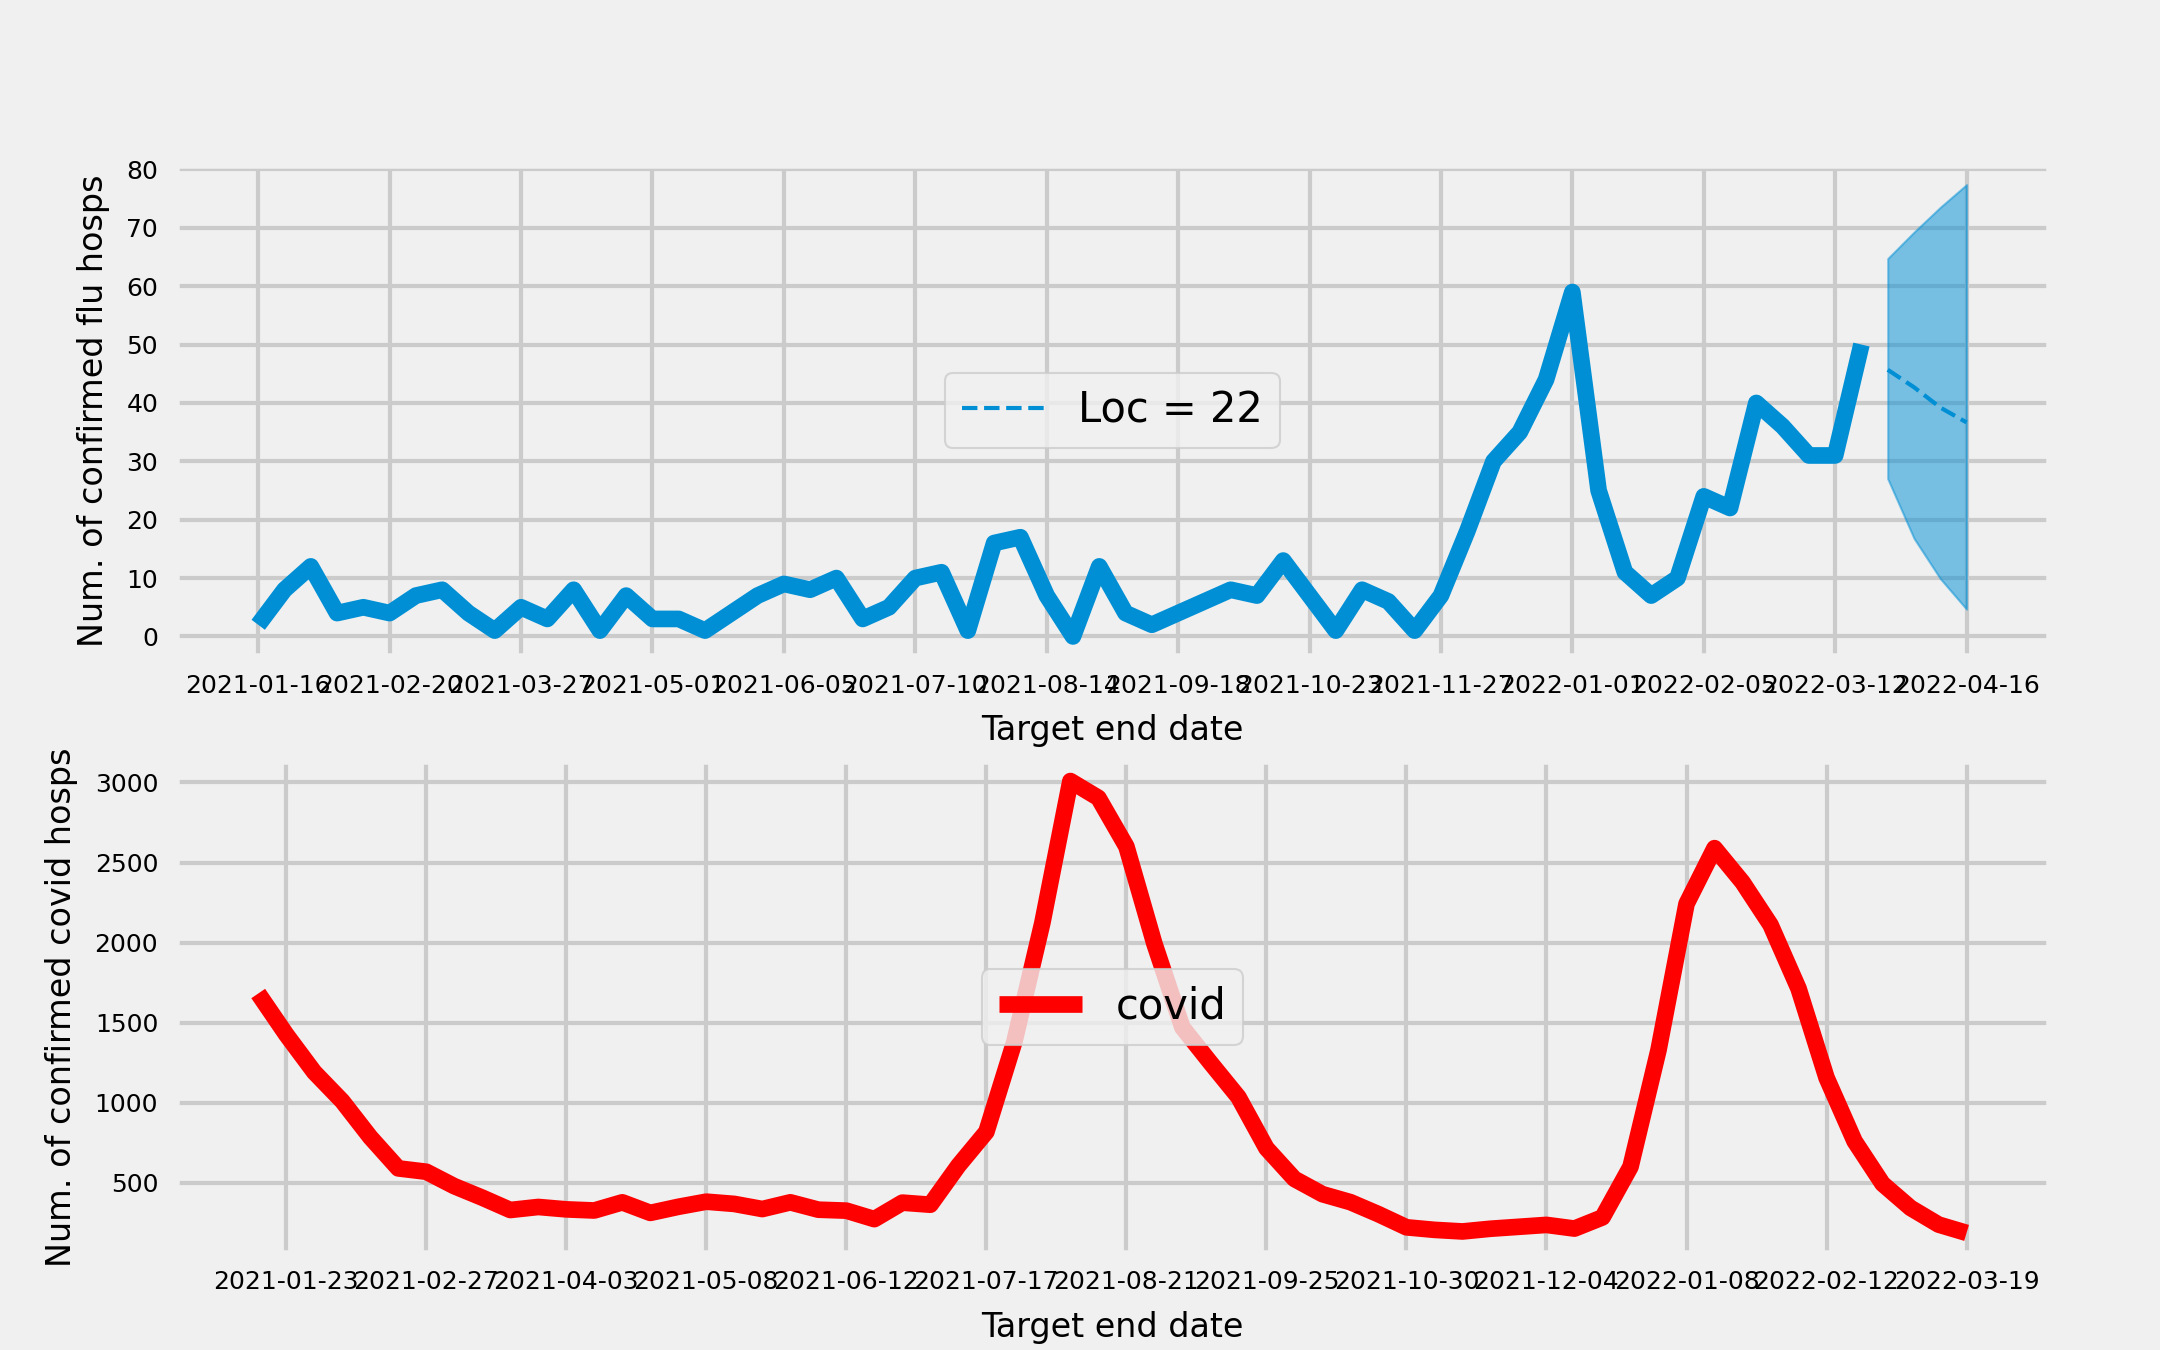 Num. of confirmed flu hosps
80
70
60
50
40
30
20
10
0
Loc = 22
2021-01-16 2021-02-20 2021-03-27 2021-05-01 2021-06-05 2021-07-10 2021-08-14 2021-09-18 2021-10-23 2021-11-27 2022-01-01 2022-02-05 2022-03-12 2022-04-16
Target end date
Num. of confirmed covid hosps
3000
2500
2000
1500
1000
500
covid
2021-01-23 2021-02-27 2021-04-03 2021-05-08 2021-06-12 2021-07-17 2021-08-21 2021-09-25 2021-10-30 2021-12-04 2022-01-08 2022-02-12 2022-03-19
Target end date